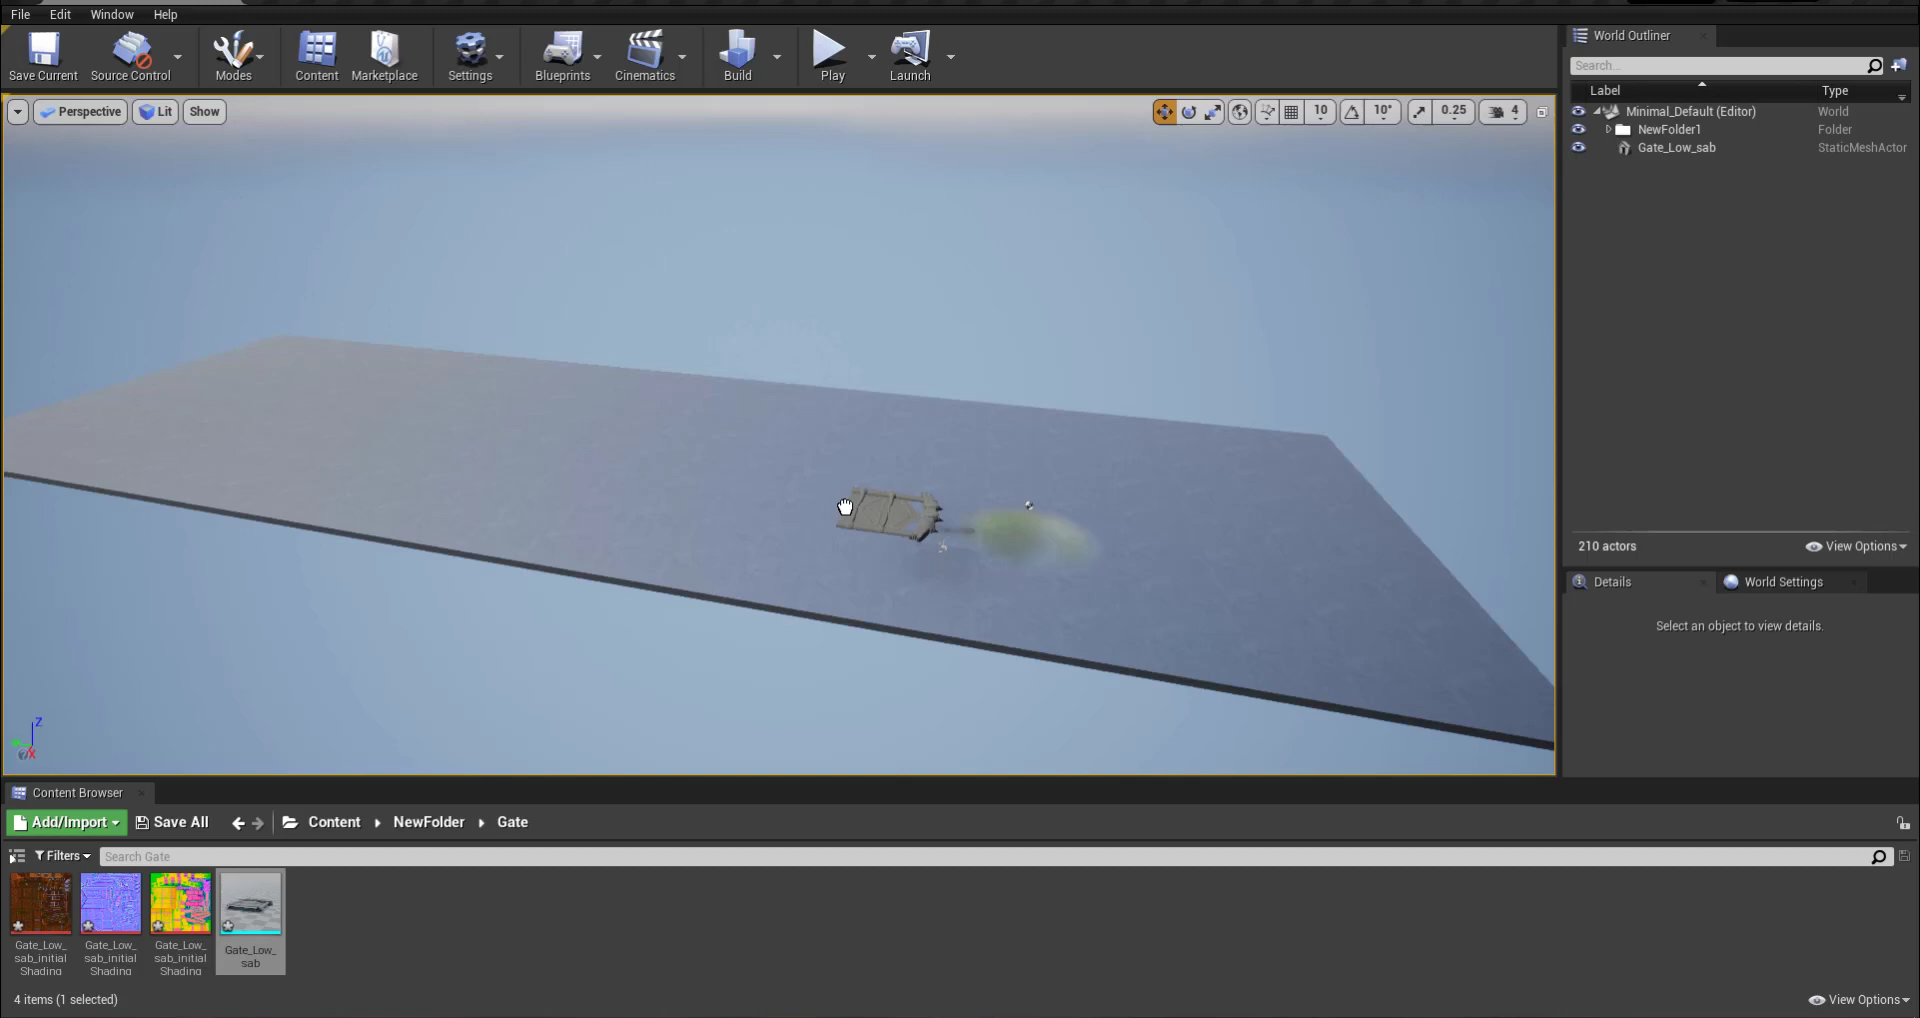 File Edit Window Help
Save Current Source Control Modes Content Marketplace Settings Blueprints Cinematics Build Play Launch
Perspective Lit Show
10 10° 0.25 4
World Outliner
Search...
Label Type
Minimal_Default (Editor) World
NewFolder1 Folder
Gate_Low_sab StaticMeshActor
210 actors View Options
Details World Settings
Select an object to view details.
Z
X
Content Browser
Add/Import Save All Content NewFolder Gate
Filters Search Gate
Gate_Low_
sab_initial
Shading
Gate_Low_
sab_initial
Shading
Gate_Low_
sab_initial
Shading
Gate_Low_
sab
4 items (1 selected) View Options